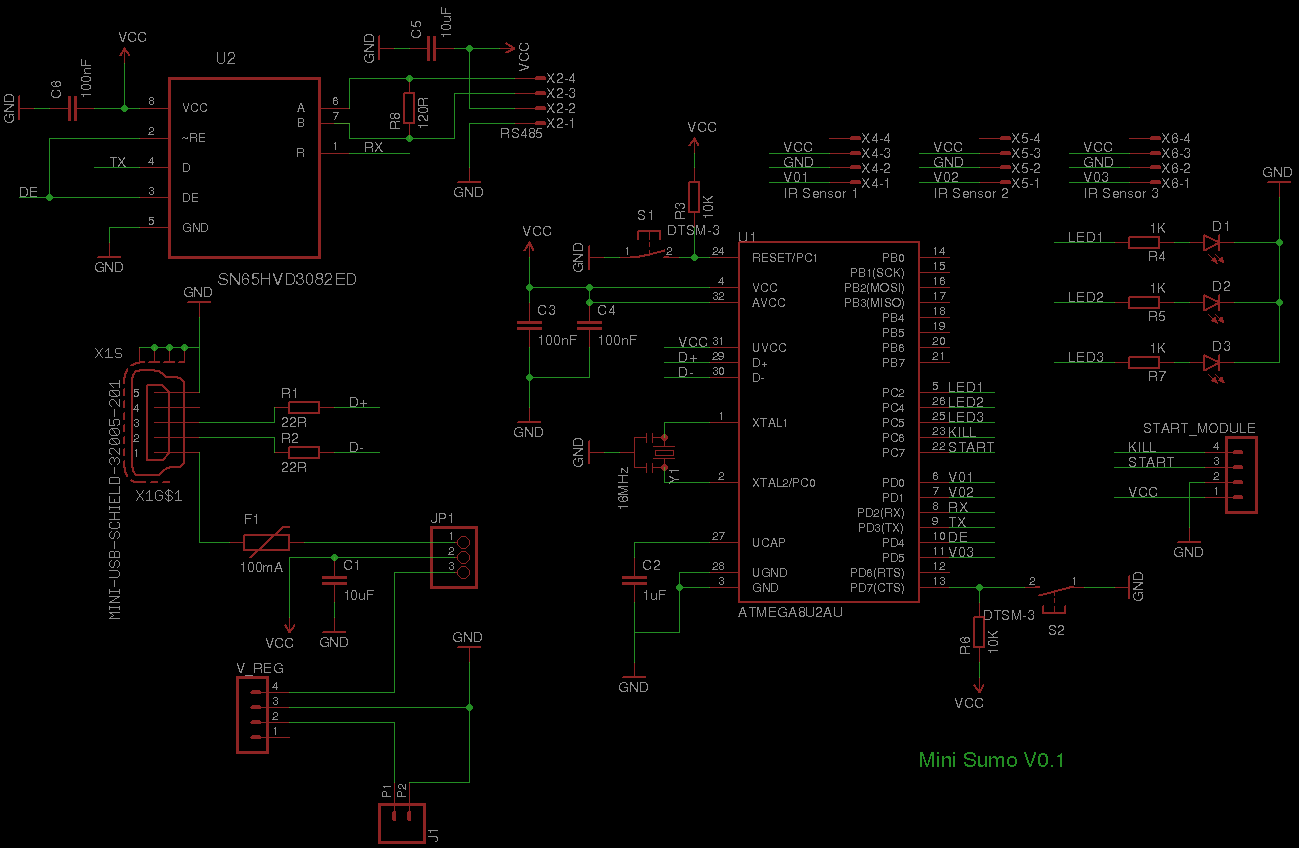 VCC
U2
GND
C6
100nF
8
VCC
2
~RE
TX
4
D
DE
3
DE
5
GND
GND
A
6
B
7
R
1
RX
SN65HVD3082ED
GND
C5
10uF
VCC
R8
120R
X2-4
X2-3
X2-2
X2-1
RS485
GND
GND
X1S
5
4
3
2
1
MINI-USB-SCHIELD-32005-201
X1G$1
R1
D+
22R
R2
D-
22R
F1
100mA
C1
10uF
VCC
GND
JP1
1
2
3
GND
V_REG
4
3
2
1
P1
P2
J1
VCC
R3
10K
S1
DTSM-3
GND
1
2
VCC
C3
100nF
C4
100nF
GND
VCC
D+
D-
GND
16MHz
Y1
C2
1uF
GND
U1
24
RESET/PC1
4
VCC
32
AVCC
31
UVCC
29
D+
30
D-
1
XTAL1
2
XTAL2/PC0
27
UCAP
28
UGND
3
GND
PB0
14
PB1(SCK)
15
PB2(MOSI)
16
PB3(MISO)
17
PB4
18
PB5
19
PB6
20
PB7
21
PC2
5
LED1
PC4
26
LED2
PC5
25
LED3
PC6
23
KILL
PC7
22
START
PD0
6
V01
PD1
7
V02
PD2(RX)
8
RX
PD3(TX)
9
TX
PD4
10
DE
PD5
11
V03
PD6(RTS)
12
PD7(CTS)
13
ATMEGA8U2AU
2
1
GND
DTSM-3
S2
R6
10K
VCC
X4-4
VCC
X4-3
GND
X4-2
V01
X4-1
IR Sensor 1
X5-4
VCC
X5-3
GND
X5-2
V02
X5-1
IR Sensor 2
X6-4
VCC
X6-3
GND
X6-2
V03
X6-1
IR Sensor 3
GND
LED1
1K
R4
D1
LED2
1K
R5
D2
LED3
1K
R7
D3
START_MODULE
KILL
4
START
3
2
VCC
1
GND
Mini Sumo V0.1